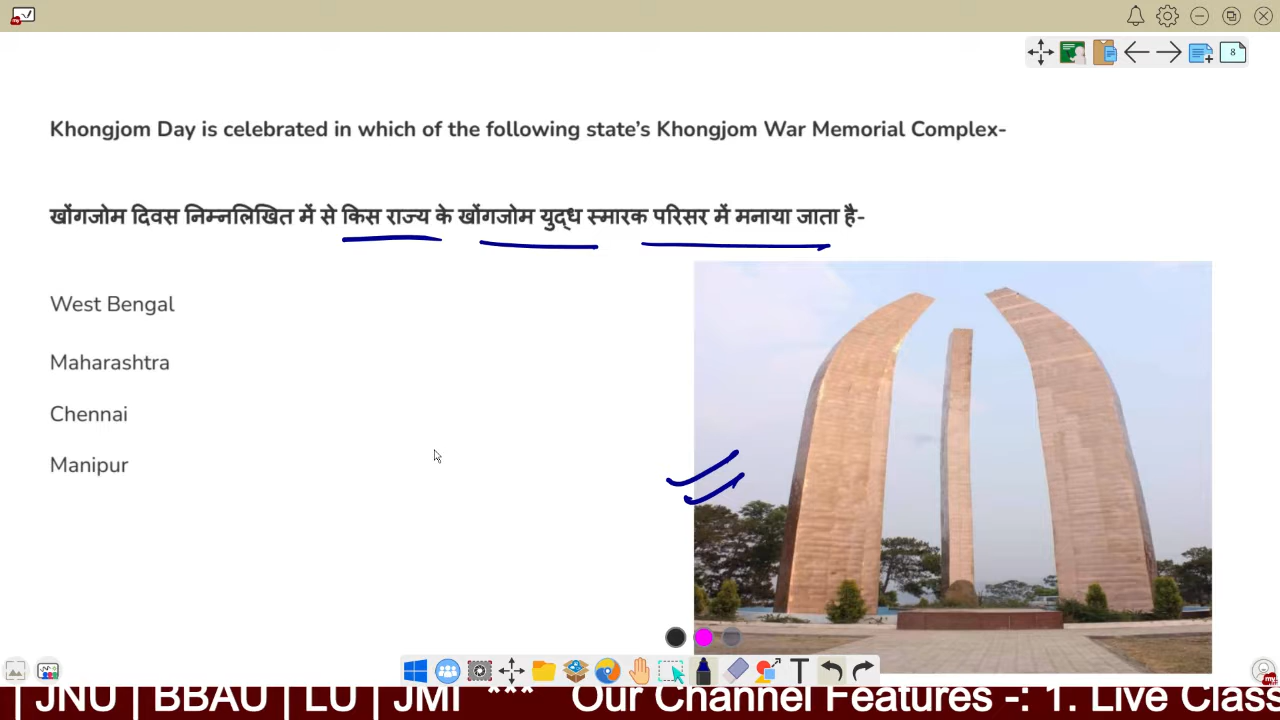 8
Khongjom Day is celebrated in which of the following state's Khongjom War Memorial Complex-
खोंगजोम दिवस निम्नलिखित में से किस राज्य के खोंगजोम युद्ध स्मारक परिसर में मनाया जाता है-
West Bengal
Maharashtra
Chennai
Manipur
| JNU | BBAU | LU | JMI *** Our Channel Features -: 1. Live Class